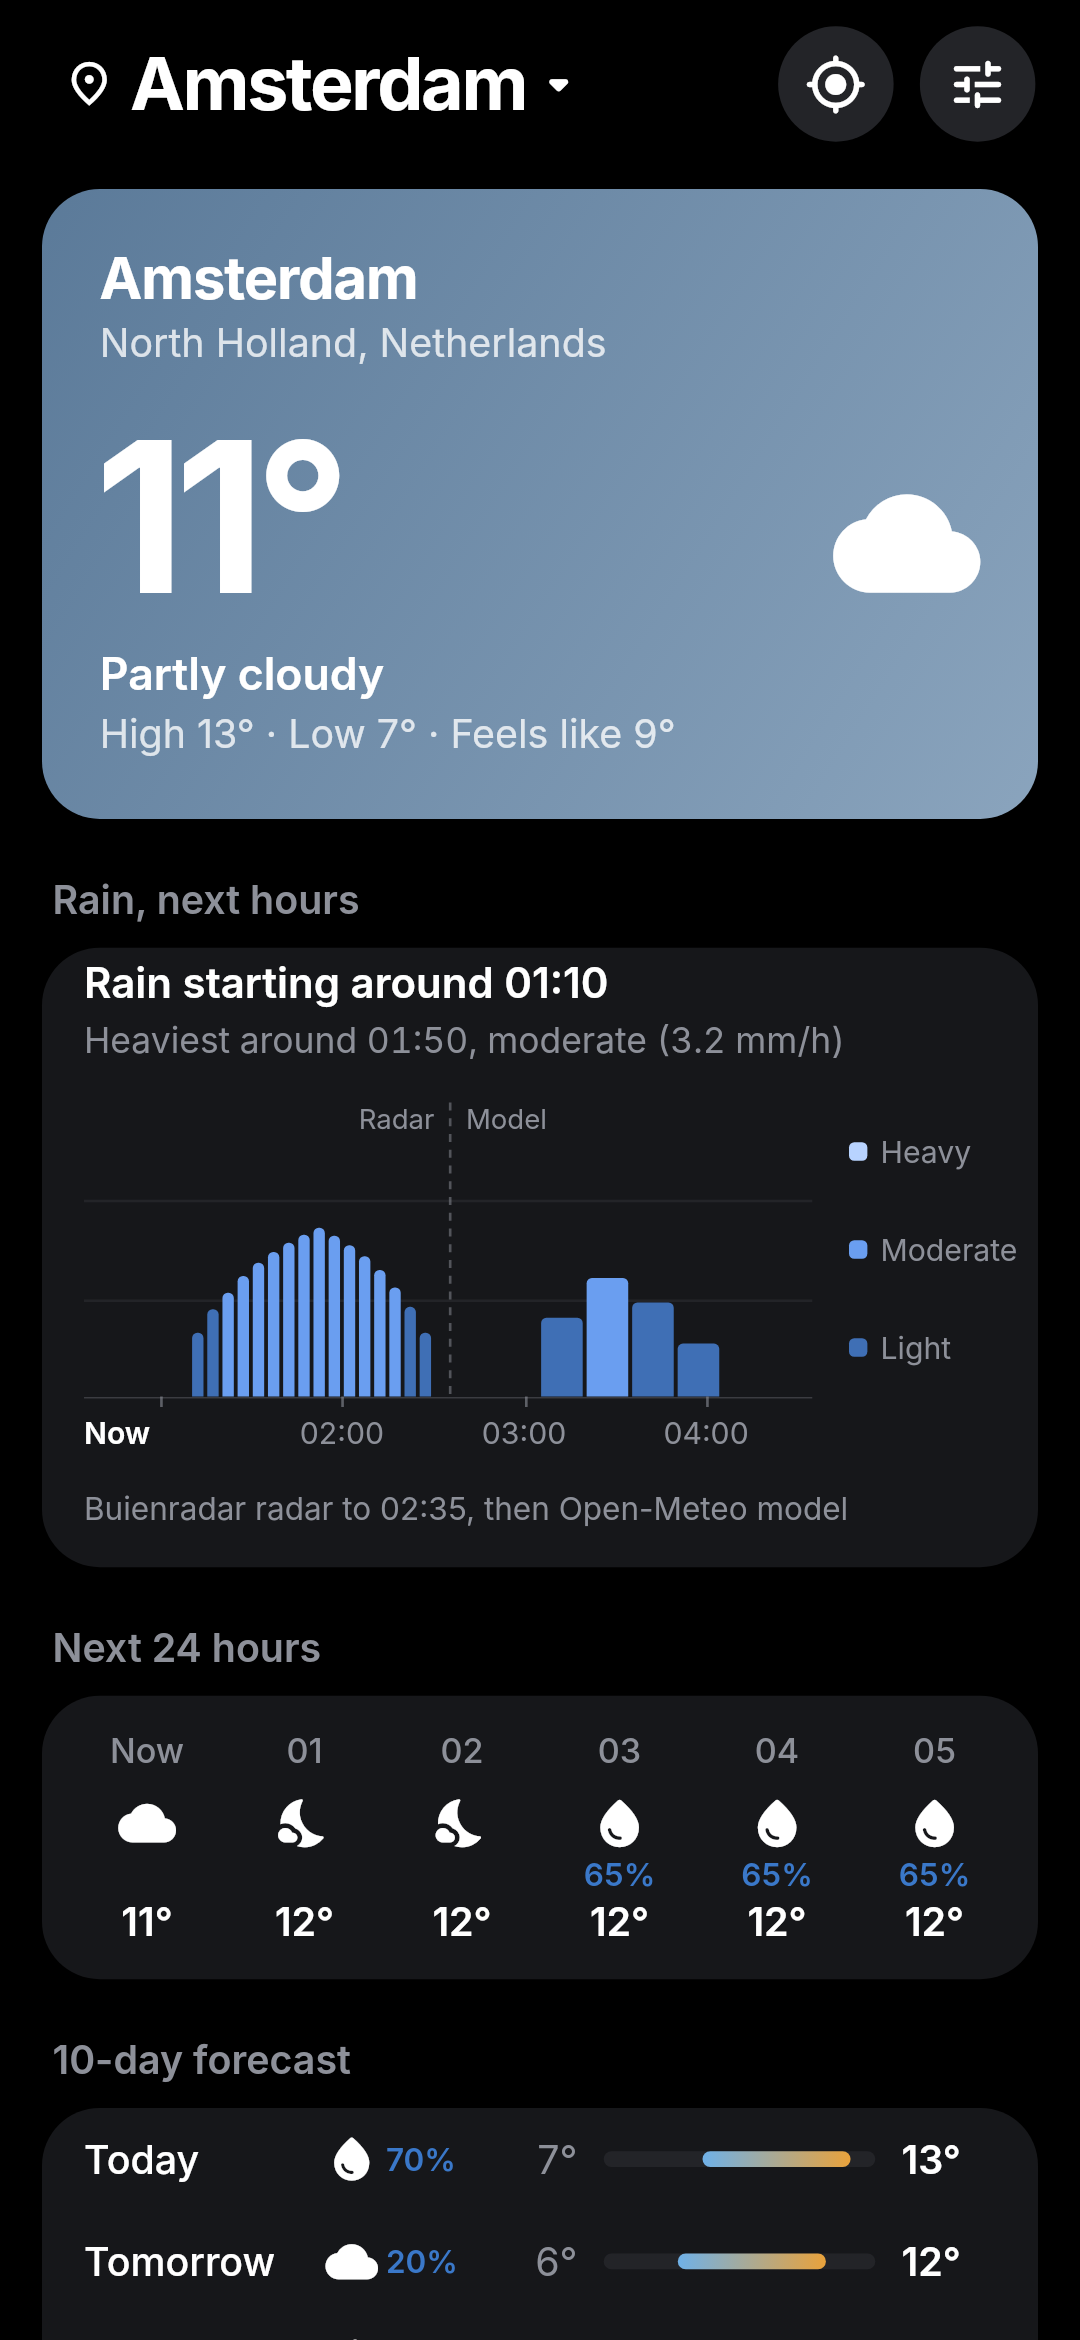 Amsterdam
Amsterdam
North Holland, Netherlands
11°
Partly cloudy
High 13° · Low 7° · Feels like 9°
Rain, next hours
Rain starting around 01:10
Heaviest around 01:50, moderate (3.2 mm/h)
Radar Model
Heavy
Moderate
Light
Now 02:00 03:00 04:00
Buienradar radar to 02:35, then Open-Meteo model
Next 24 hours
Now 01 02 03 04 05
65% 65% 65%
11° 12° 12° 12° 12° 12°
10-day forecast
Today 70% 7° 13°
Tomorrow 20% 6° 12°